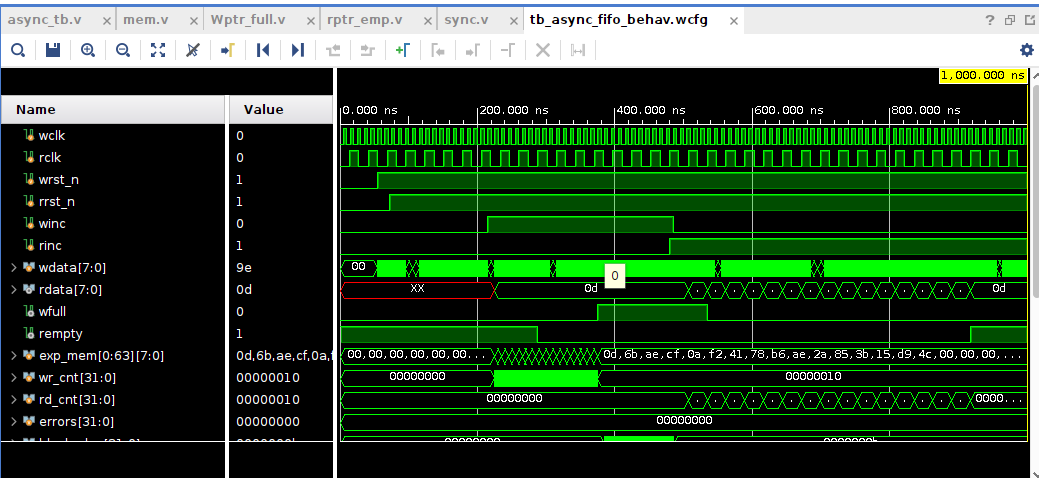 async_tb.v mem.v Wptr_full.v rptr_emp.v sync.v tb_async_fifo_behav.wcfg
1,000.000 ns
Name Value 0.000 ns 200.000 ns 400.000 ns 600.000 ns 800.000 ns
wclk 0
rclk 0
wrst_n 1
rrst_n 1
winc 0
rinc 1
wdata[7:0] 9e 00 0
rdata[7:0] 0d XX 0d 0d
wfull 0
rempty 1
exp_mem[0:63][7:0] 0d,6b,ae,cf,0a,f 00,00,00,00,00,00... 0d,6b,ae,cf,0a,f2,41,78,b6,ae,2a,85,3b,15,d9,4c,00,00,00,...
wr_cnt[31:0] 00000010 00000000 00000010
rd_cnt[31:0] 00000010 00000000 0000...
errors[31:0] 00000000 00000000